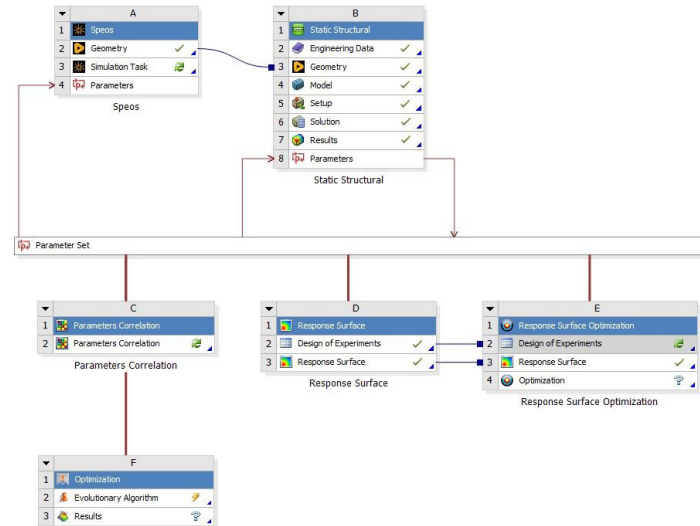 A
1 Speos
2 Geometry
3 Simulation Task
4 Parameters
Speos
B
1 Static Structural
2 Engineering Data
3 Geometry
4 Model
5 Setup
6 Solution
7 Results
8 Parameters
Static Structural
Parameter Set
C
1 Parameters Correlation
2 Parameters Correlation
Parameters Correlation
D
1 Response Surface
2 Design of Experiments
3 Response Surface
Response Surface
E
1 Response Surface Optimization
2 Design of Experiments
3 Response Surface
4 Optimization
Response Surface Optimization
F
1 Optimization
2 Evolutionary Algorithm
3 Results